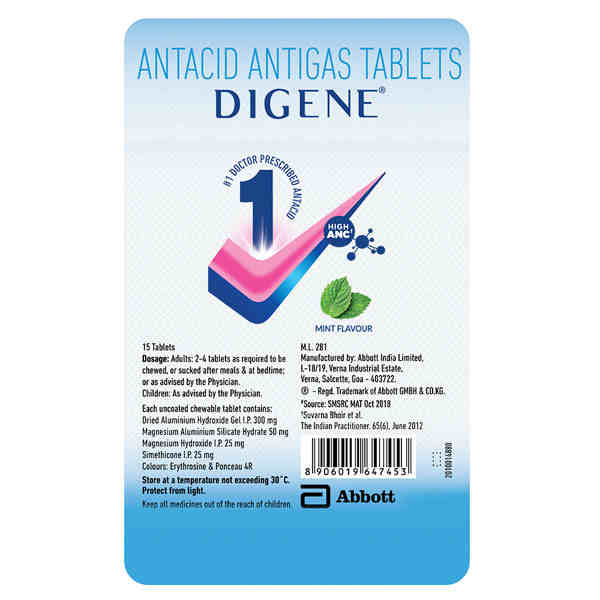 ANTACID ANTIGAS TABLETS
DIGENE®
#1 DOCTOR PRESCRIBED ANTACID
1
HIGH
ANC†
MINT FLAVOUR
15 Tablets
Dosage: Adults: 2-4 tablets as required to be
chewed, or sucked after meals & at bedtime;
or as advised by the Physician.
Children: As advised by the Physician.
Each uncoated chewable tablet contains:
Dried Aluminium Hydroxide Gel I.P. 300 mg
Magnesium Aluminium Silicate Hydrate 50 mg
Magnesium Hydroxide I.P. 25 mg
Simethicone I.P. 25 mg
Colours: Erythrosine & Ponceau 4R
Store at a temperature not exceeding 30°C.
Protect from light.
Keep all medicines out of the reach of children.
M.L. 281
Manufactured by: Abbott India Limited,
L-18/19, Verna Industrial Estate,
Verna, Salcette, Goa - 403722.
® - Regd. Trademark of Abbott GMBH & CO.KG.
#Source: SMSRC MAT Oct 2018
†Suvarna Bhoir et al.
The Indian Practitioner. 65(6), June 2012
8 906019 647453
2010014880
Abbott